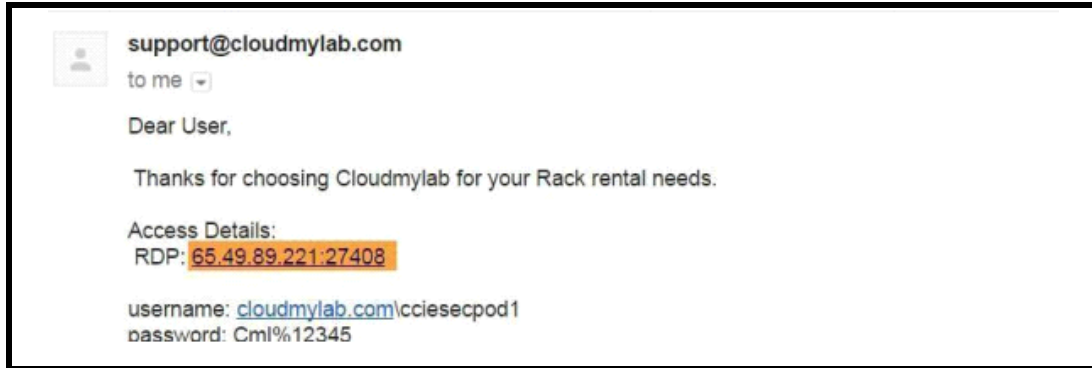 support@cloudmylab.com
to me
Dear User,
Thanks for choosing Cloudmylab for your Rack rental needs.
Access Details:
RDP: 65.49.89.221:27408
username: cloudmylab.com\cciesecpod1
password: Cml%12345